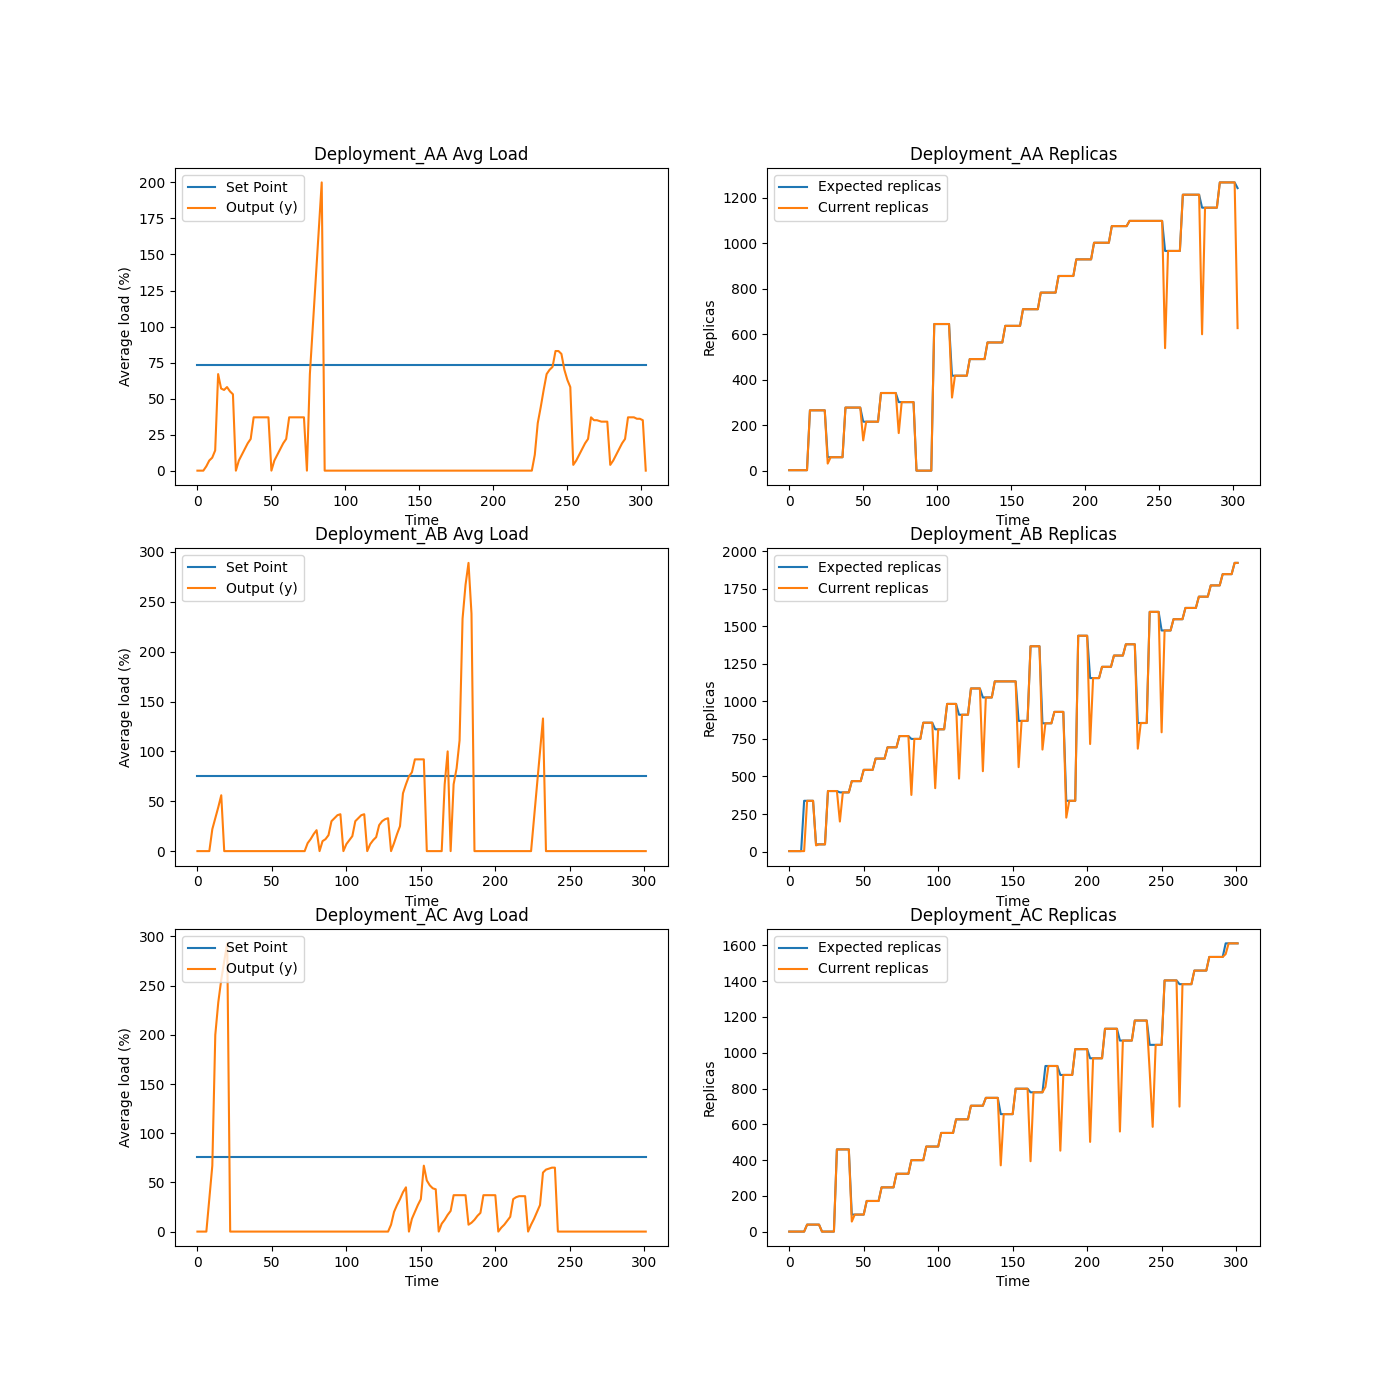 Deployment_AA Avg Load
Set Point
Output (y)
200
175
150
125
100
75
50
25
0
Average load (%)
0 50 100 150 200 250 300
Time
Deployment_AA Replicas
Expected replicas
Current replicas
1200
1000
800
600
400
200
0
Replicas
0 50 100 150 200 250 300
Time
Deployment_AB Avg Load
Set Point
Output (y)
300
250
200
150
100
50
0
Average load (%)
0 50 100 150 200 250 300
Time
Deployment_AB Replicas
Expected replicas
Current replicas
2000
1750
1500
1250
1000
750
500
250
0
Replicas
0 50 100 150 200 250 300
Time
Deployment_AC Avg Load
Set Point
Output (y)
300
250
200
150
100
50
0
Average load (%)
0 50 100 150 200 250 300
Time
Deployment_AC Replicas
Expected replicas
Current replicas
1600
1400
1200
1000
800
600
400
200
0
Replicas
0 50 100 150 200 250 300
Time